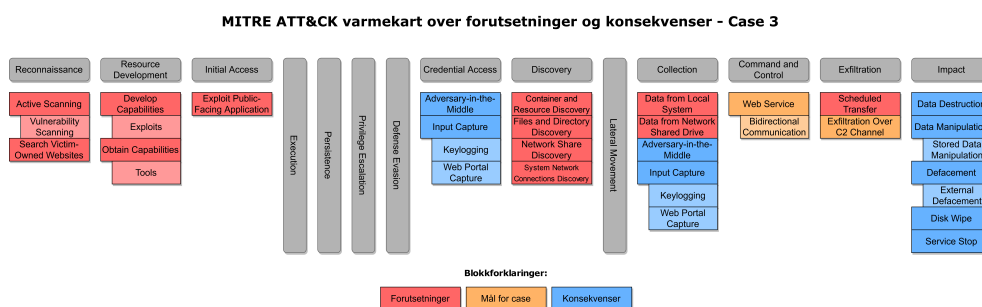 MITRE ATT&CK varmekart over forutsetninger og konsekvenser - Case 3
Reconnaissance
Active Scanning
Vulnerability
Scanning
Search Victim-
Owned Websites
Resource
Development
Develop
Capabilities
Exploits
Obtain Capabilities
Tools
Initial Access
Exploit Public-
Facing Application
Execution
Persistence
Privilege Escalation
Defense Evasion
Credential Access
Adversary-in-the-
Middle
Input Capture
Keylogging
Web Portal
Capture
Discovery
Container and
Resource Discovery
Files and Directory
Discovery
Network Share
Discovery
System Network
Connections Discovery
Lateral Movement
Collection
Data from Local
System
Data from Network
Shared Drive
Adversary-in-the-
Middle
Input Capture
Keylogging
Web Portal
Capture
Command and
Control
Web Service
Bidirectional
Communication
Exfiltration
Scheduled
Transfer
Exfiltration Over
C2 Channel
Impact
Data Destruction
Data Manipulation
Stored Data
Manipulation
Defacement
External
Defacement
Disk Wipe
Service Stop
Blokkforklaringer:
Forutsetninger
Mål for case
Konsekvenser